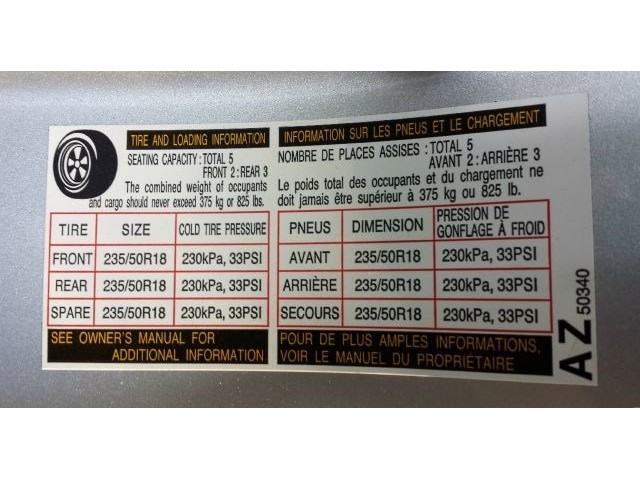 TIRE AND LOADING INFORMATION
SEATING CAPACITY : TOTAL 5
FRONT 2 : REAR 3
The combined weight of occupants
and cargo should never exceed 375 kg or 825 lbs.
TIRE SIZE COLD TIRE PRESSURE
FRONT 235/50R18 230kPa, 33PSI
REAR 235/50R18 230kPa, 33PSI
SPARE 235/50R18 230kPa, 33PSI
SEE OWNER'S MANUAL FOR
ADDITIONAL INFORMATION
INFORMATION SUR LES PNEUS ET LE CHARGEMENT
NOMBRE DE PLACES ASSISES : TOTAL 5
AVANT 2 : ARRIÈRE 3
Le poids total des occupants et du chargement ne
doit jamais être supérieur à 375 kg ou 825 lb.
PNEUS DIMENSION PRESSION DE
GONFLAGE À FROID
AVANT 235/50R18 230kPa, 33PSI
ARRIÈRE 235/50R18 230kPa, 33PSI
SECOURS 235/50R18 230kPa, 33PSI
POUR DE PLUS AMPLES INFORMATIONS,
VOIR LE MANUEL DU PROPRIÉTAIRE
AZ 50340